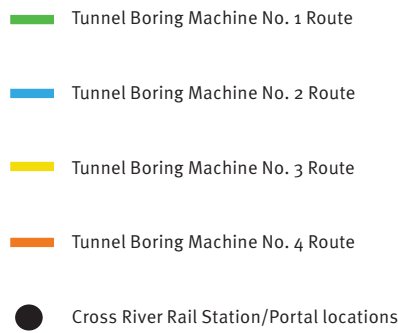 Tunnel Boring Machine No. 1 Route
Tunnel Boring Machine No. 2 Route
Tunnel Boring Machine No. 3 Route
Tunnel Boring Machine No. 4 Route
Cross River Rail Station/Portal locations